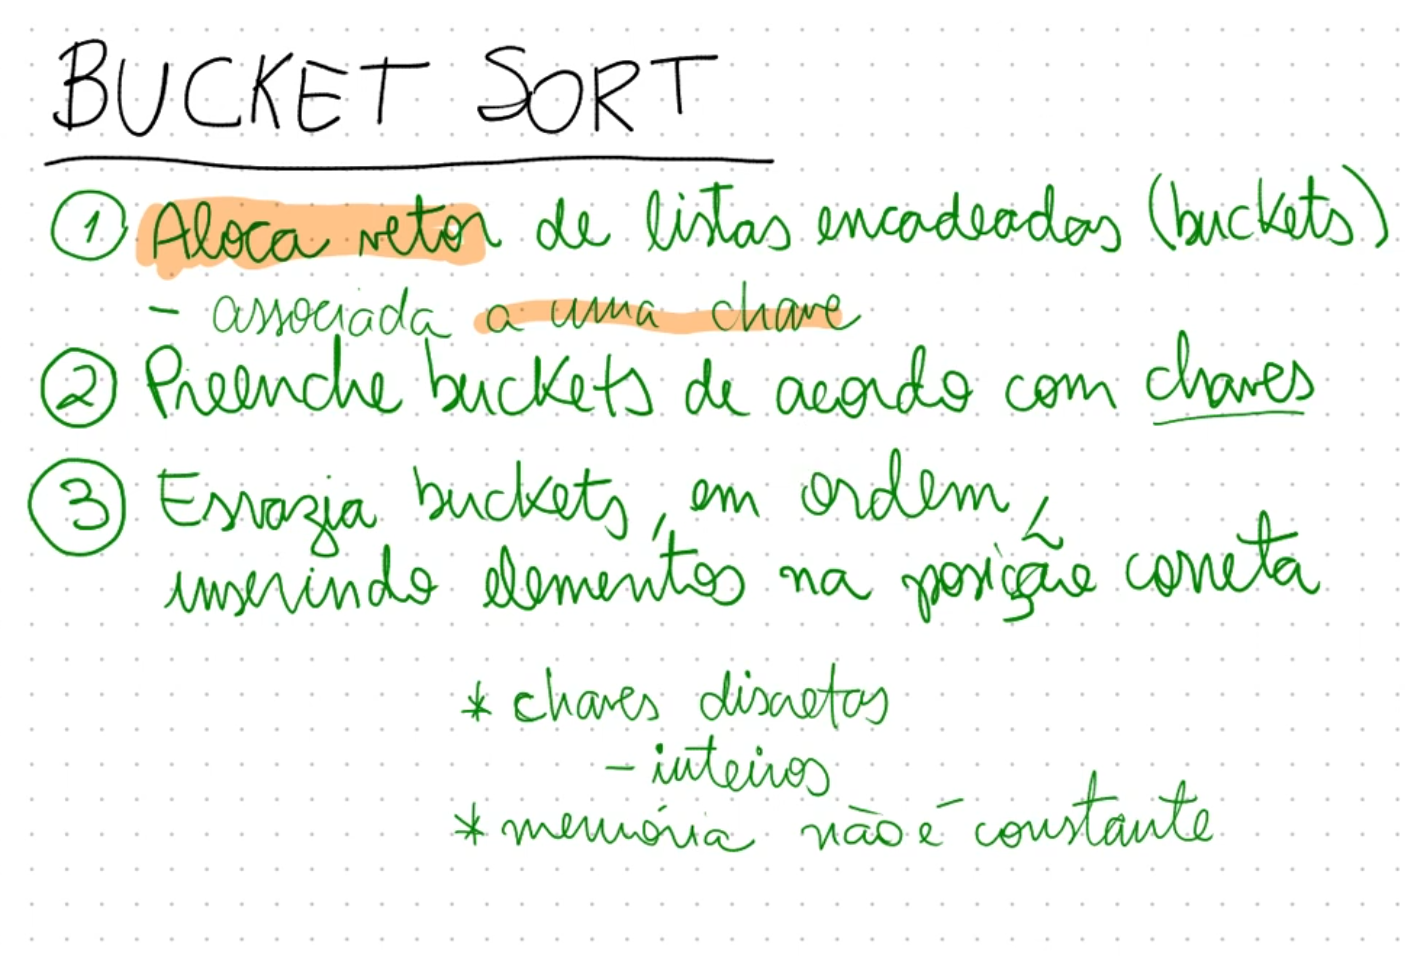 BUCKET SORT
1 Aloca vetor de listas encadeadas (buckets)
- associada a uma chave
2 Preenche buckets de acordo com chaves
3 Esvazia buckets, em ordem,
inserindo elementos na posição correta
* chaves discretas
- inteiros
* memória não é constante